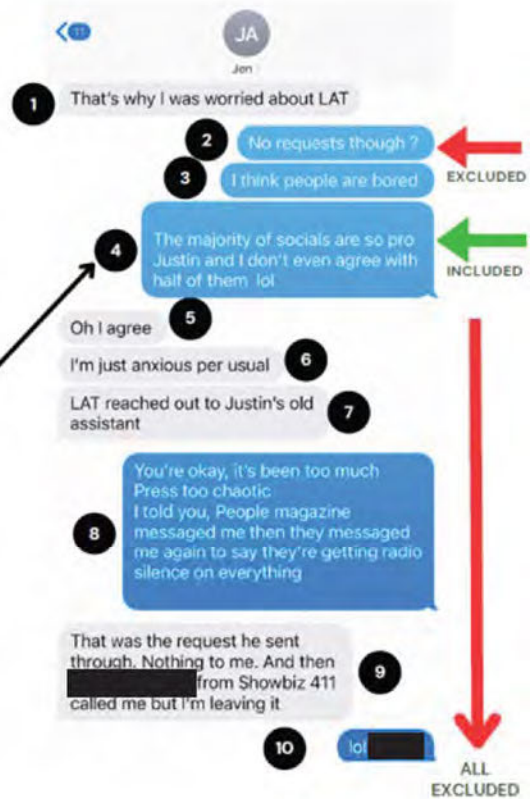 11
JA
Jen
1
That's why I was worried about LAT
2
No requests though ?
EXCLUDED
3
I think people are bored
4
The majority of socials are so pro
Justin and I don't even agree with
half of them lol
INCLUDED
Oh I agree
5
I'm just anxious per usual
6
LAT reached out to Justin's old
assistant
7
You're okay, it's been too much
Press too chaotic
I told you, People magazine
messaged me then they messaged
me again to say they're getting radio
silence on everything
8
That was the request he sent
through. Nothing to me. And then
from Showbiz 411
called me but I'm leaving it
9
10
lol
ALL
EXCLUDED